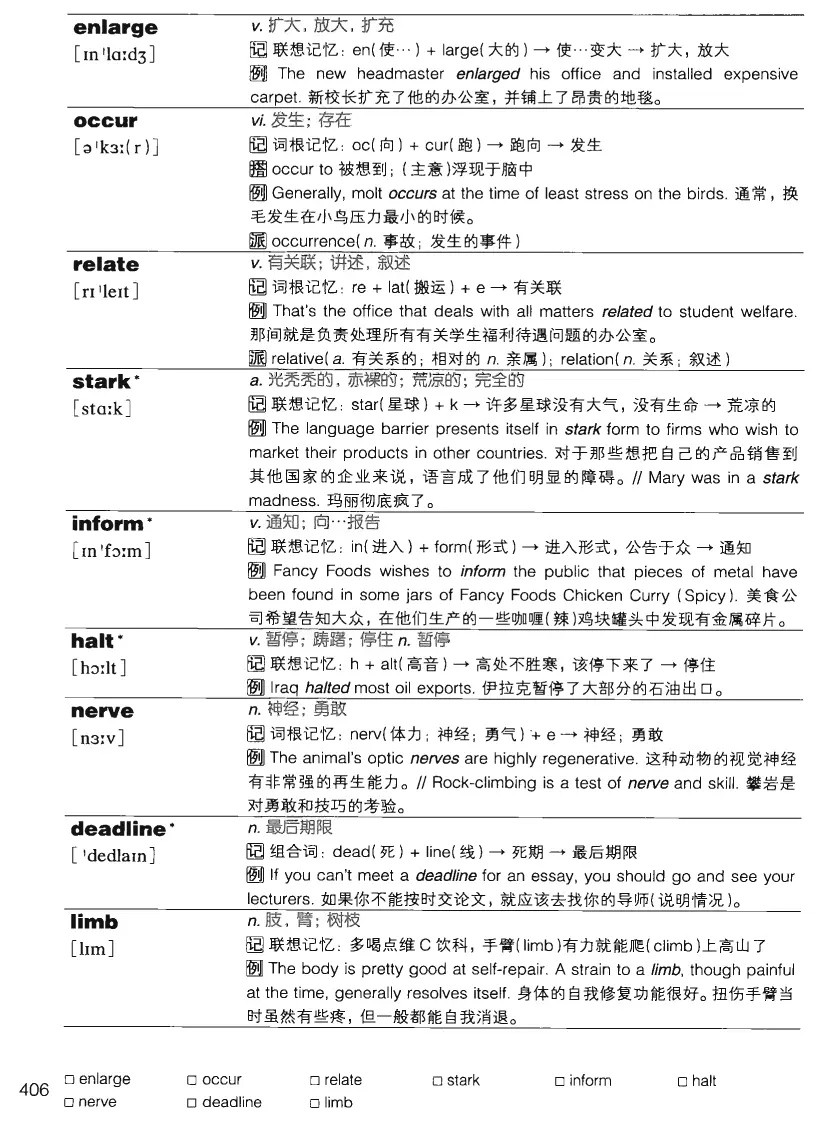 enlarge v. 扩大, 放大, 扩充
[ɪnˈlɑːdʒ] 记 联想记忆: en(使…) + large(大的) → 使…变大 → 扩大, 放大
例 The new headmaster enlarged his office and installed expensive
carpet. 新校长扩充了他的办公室, 并铺上了昂贵的地毯。
occur vi. 发生; 存在
[əˈkɜː(r)] 记 词根记忆: oc(向) + cur(跑) → 跑向 → 发生
搭 occur to 被想到; (主意)浮现于脑中
例 Generally, molt occurs at the time of least stress on the birds. 通常, 换
毛发生在小鸟压力最小的时候。
派 occurrence(n. 事故; 发生的事件)
relate v. 有关联; 讲述, 叙述
[rɪˈleɪt] 记 词根记忆: re + lat(搬运) + e → 有关联
例 That's the office that deals with all matters related to student welfare.
那间就是负责处理所有有关学生福利待遇问题的办公室。
派 relative(a. 有关系的; 相对的 n. 亲属); relation(n. 关系; 叙述)
stark* a. 光秃秃的, 赤裸的; 荒凉的; 完全的
[stɑːk] 记 联想记忆: star(星球) + k → 许多星球没有大气, 没有生命 → 荒凉的
例 The language barrier presents itself in stark form to firms who wish to
market their products in other countries. 对于那些想把自己的产品销售到
其他国家的企业来说, 语言成了他们明显的障碍。 // Mary was in a stark
madness. 玛丽彻底疯了。
inform* v. 通知; 向…报告
[ɪnˈfɔːm] 记 联想记忆: in(进入) + form(形式) → 进入形式, 公告于众 → 通知
例 Fancy Foods wishes to inform the public that pieces of metal have
been found in some jars of Fancy Foods Chicken Curry (Spicy). 美食公
司希望告知大众, 在他们生产的一些咖喱(辣)鸡块罐头中发现有金属碎片。
halt* v. 暂停; 踌躇; 停住 n. 暂停
[hɔːlt] 记 联想记忆: h + alt(高音) → 高处不胜寒, 该停下来了 → 停住
例 Iraq halted most oil exports. 伊拉克暂停了大部分的石油出口。
nerve n. 神经; 勇敢
[nɜːv] 记 词根记忆: nerv(体力; 神经; 勇气) + e → 神经; 勇敢
例 The animal's optic nerves are highly regenerative. 这种动物的视觉神经
有非常强的再生能力。 // Rock-climbing is a test of nerve and skill. 攀岩是
对勇敢和技巧的考验。
deadline* n. 最后期限
[ˈdedlaɪn] 记 组合词: dead(死) + line(线) → 死期 → 最后期限
例 If you can't meet a deadline for an essay, you should go and see your
lecturers. 如果你不能按时交论文, 就应该去找你的导师(说明情况)。
limb n. 肢, 臂; 树枝
[lɪm] 记 联想记忆: 多喝点维C饮料, 手臂(limb)有力就能爬(climb)上高山了
例 The body is pretty good at self-repair. A strain to a limb, though painful
at the time, generally resolves itself. 身体的自我修复功能很好。扭伤手臂当
时虽然有些疼, 但一般都能自我消退。
□ enlarge □ occur □ relate □ stark □ inform □ halt
406
□ nerve □ deadline □ limb